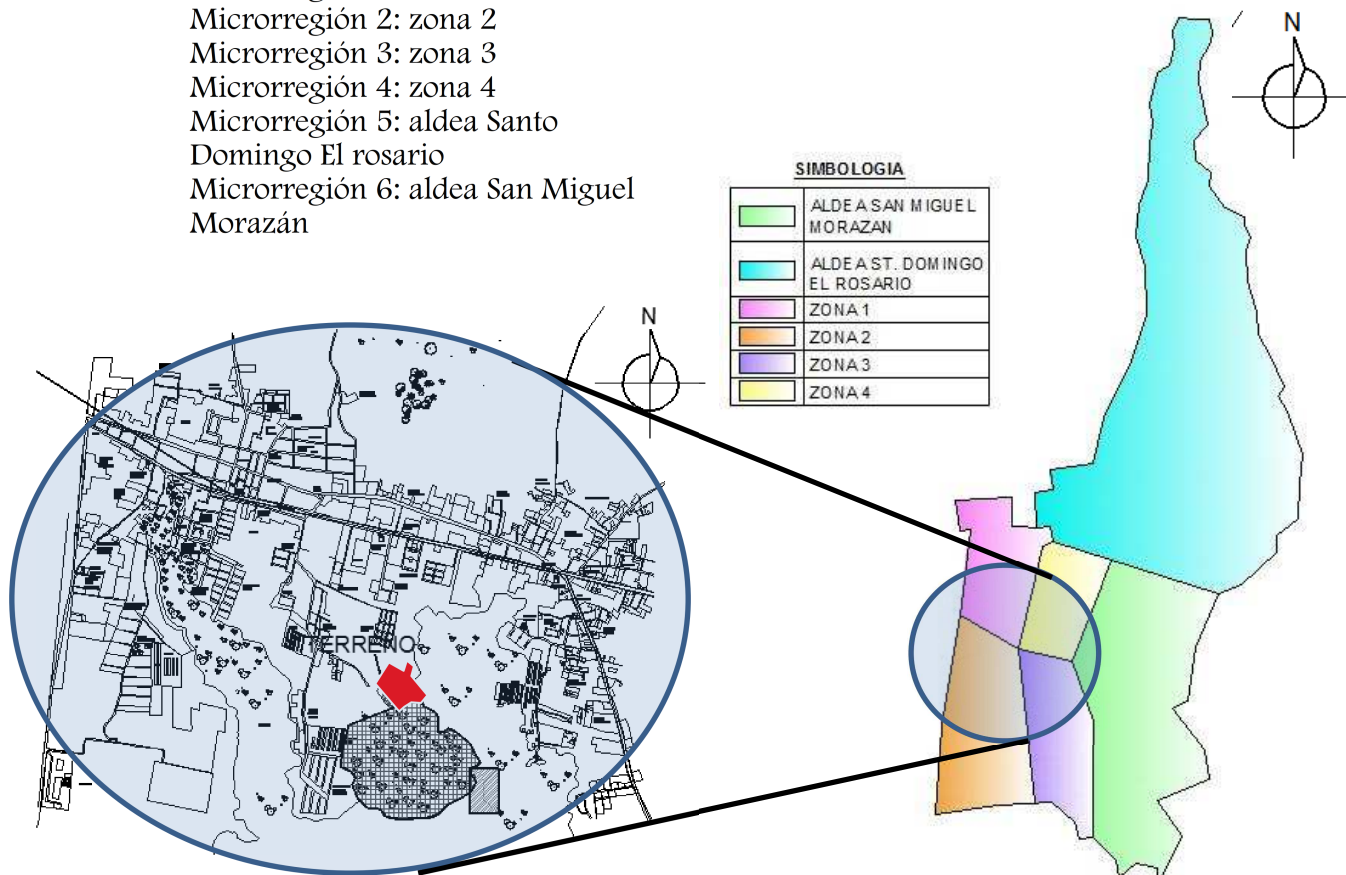 Microrregión 2: zona 2
Microrregión 3: zona 3
Microrregión 4: zona 4
Microrregión 5: aldea Santo
Domingo El rosario
Microrregión 6: aldea San Miguel
Morazán
N
SIMBOLOGIA
ALDEA SAN MIGUEL
MORAZAN
ALDEA ST. DOMINGO
EL ROSARIO
ZONA 1
ZONA 2
ZONA 3
ZONA 4
N
TERRENO